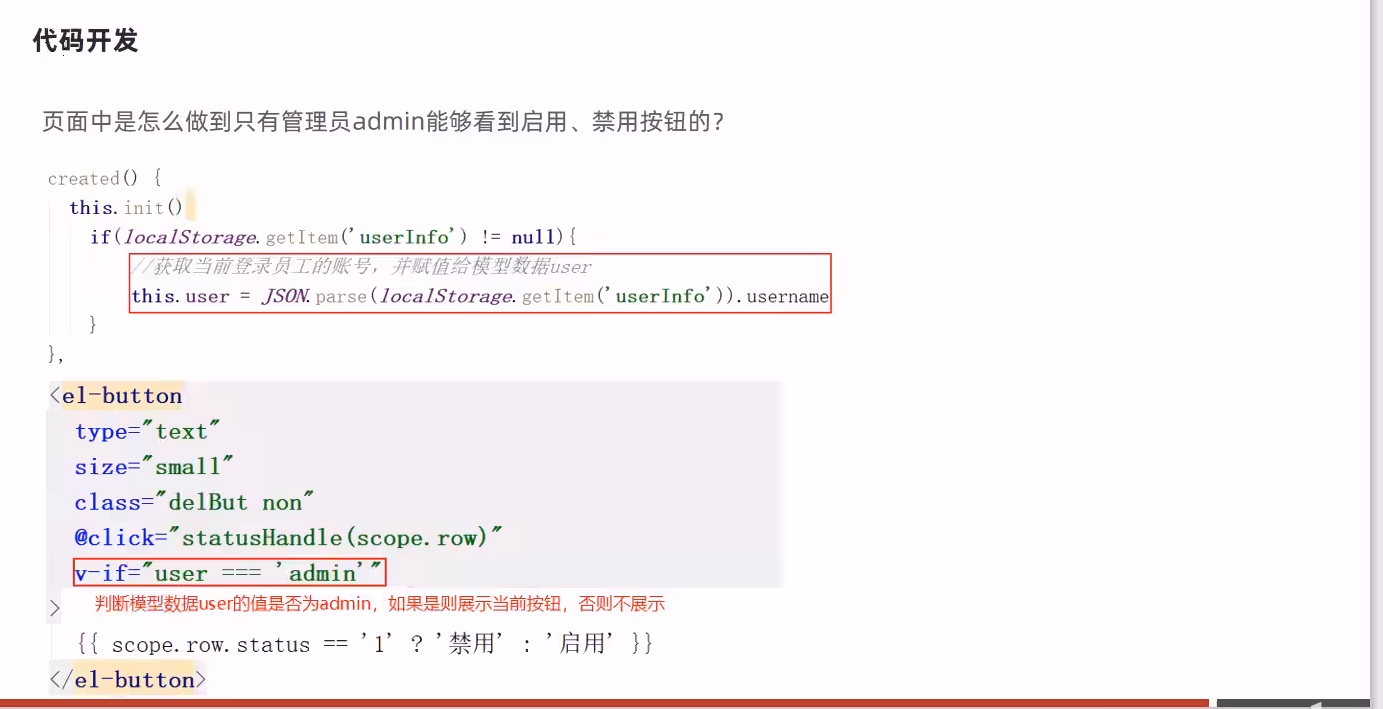 代码开发
页面中是怎么做到只有管理员admin能够看到启用、禁用按钮的?
created() {
this.init()
if(localStorage.getItem('userInfo') != null){
//获取当前登录员工的账号，并赋值给模型数据user
this.user = JSON.parse(localStorage.getItem('userInfo')).username
}
},
<el-button
type="text"
size="small"
class="delBut non"
@click="statusHandle(scope.row)"
v-if="user === 'admin'"
> 判断模型数据user的值是否为admin，如果是则展示当前按钮，否则不展示
{{ scope.row.status == '1' ? '禁用' : '启用' }}
</el-button>